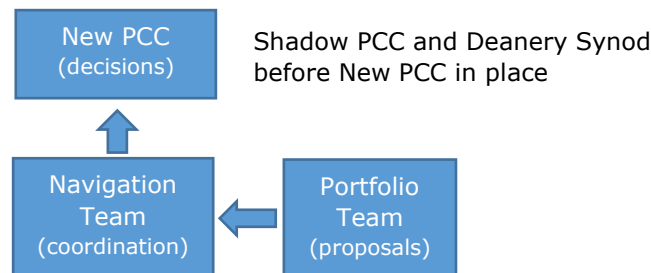 New PCC
(decisions)
Shadow PCC and Deanery Synod
before New PCC in place
Navigation
Team
(coordination)
Portfolio
Team
(proposals)